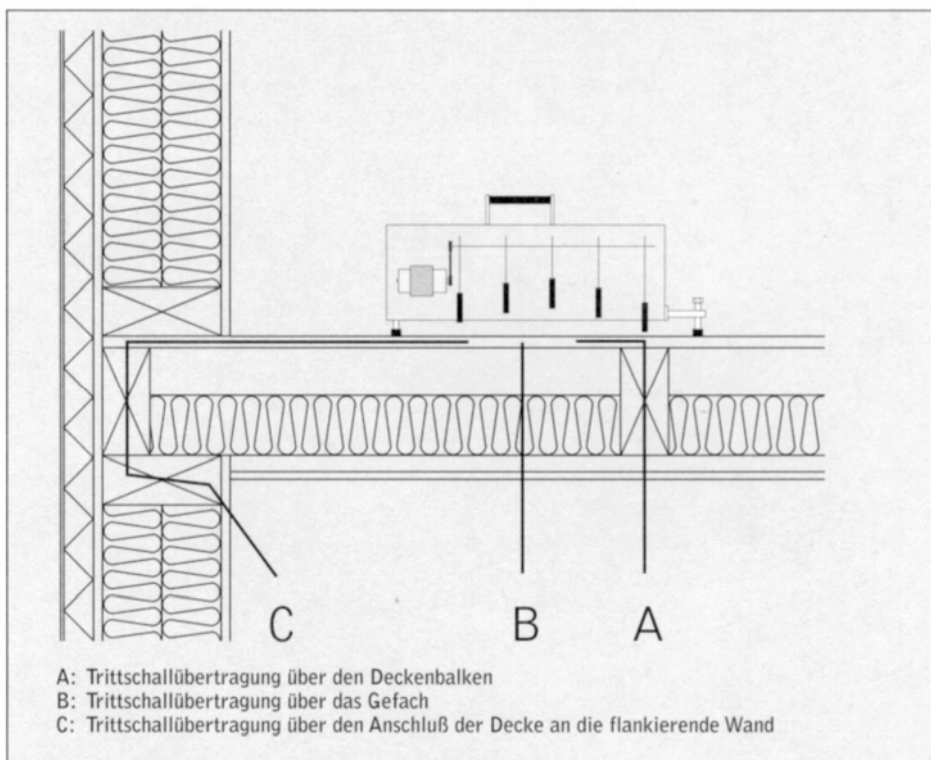 C B A
A: Trittschallübertragung über den Deckenbalken
B: Trittschallübertragung über das Gefach
C: Trittschallübertragung über den Anschluß der Decke an die flankierende Wand